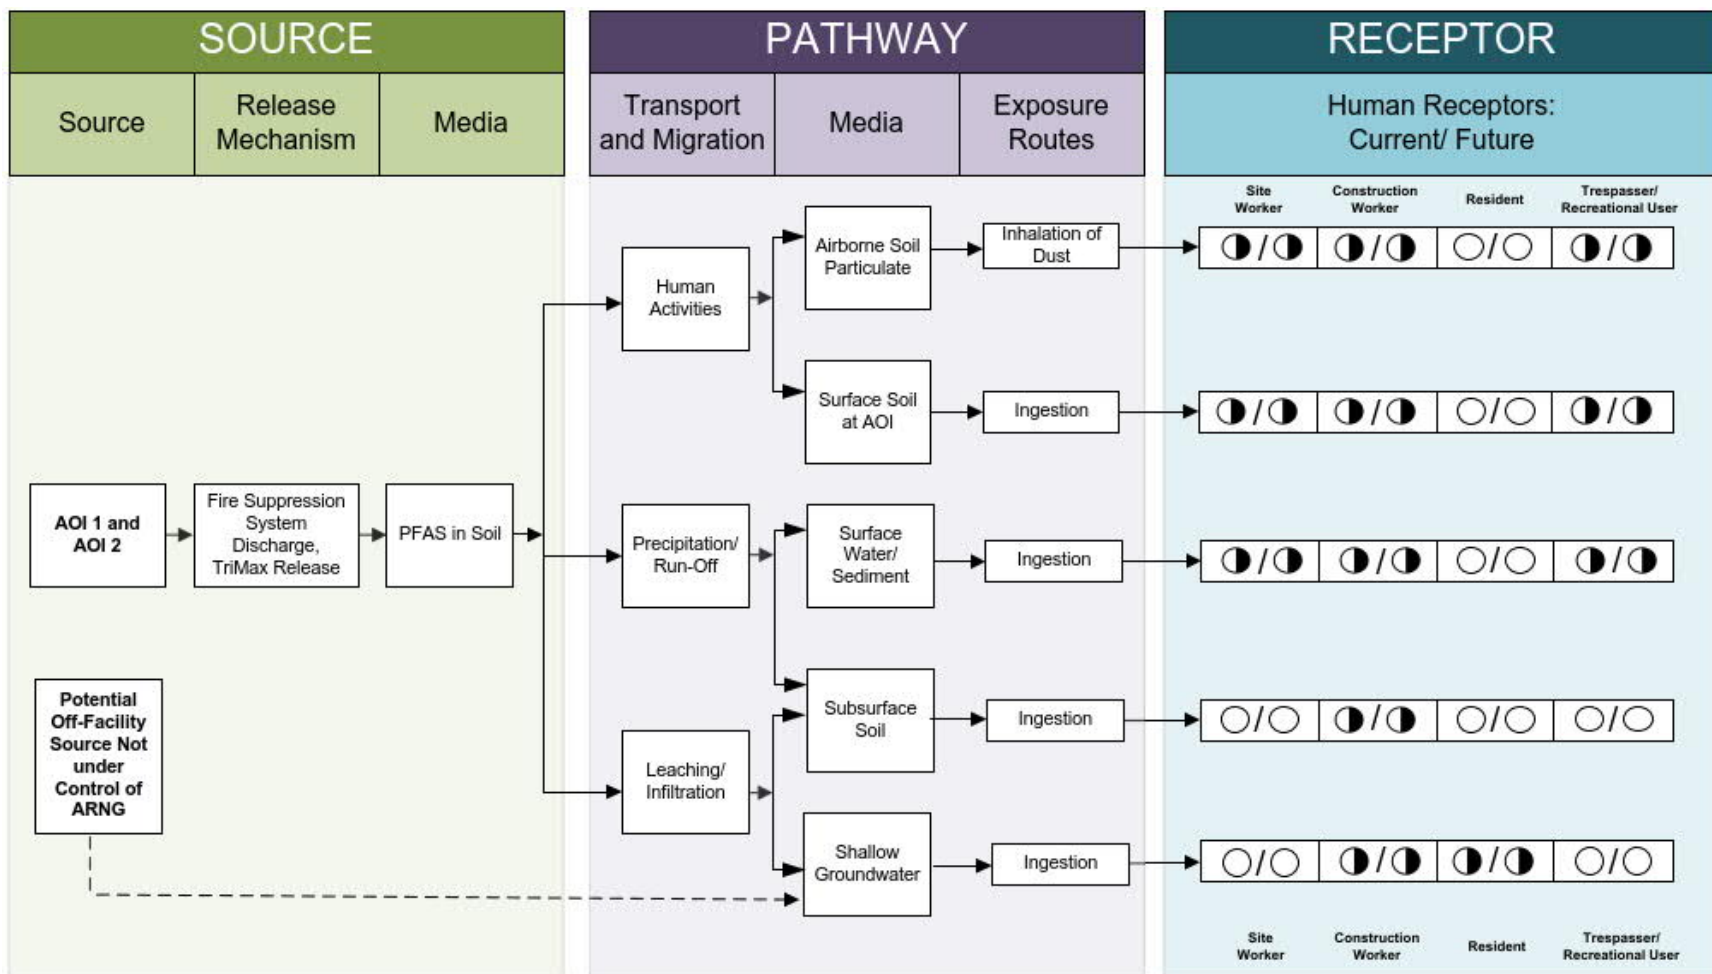 SOURCE
PATHWAY
RECEPTOR
Source
Release
Mechanism
Media
Transport
and Migration
Media
Exposure
Routes
Human Receptors:
Current/ Future
Site
Worker
Construction
Worker
Resident
Trespasser/
Recreational User
Human
Activities
Airborne Soil
Particulate
Inhalation of
Dust
/
/
/
/
Surface Soil
at AOI
Ingestion
/
/
/
/
AOI 1 and
AOI 2
Fire Suppression
System
Discharge,
TriMax Release
PFAS in Soil
Precipitation/
Run-Off
Surface
Water/
Sediment
Ingestion
/
/
/
/
Potential
Off-Facility
Source Not
under
Control of
ARNG
Leaching/
Infiltration
Subsurface
Soil
Ingestion
/
/
/
/
Shallow
Groundwater
Ingestion
/
/
/
/
Site
Worker
Construction
Worker
Resident
Trespasser/
Recreational User